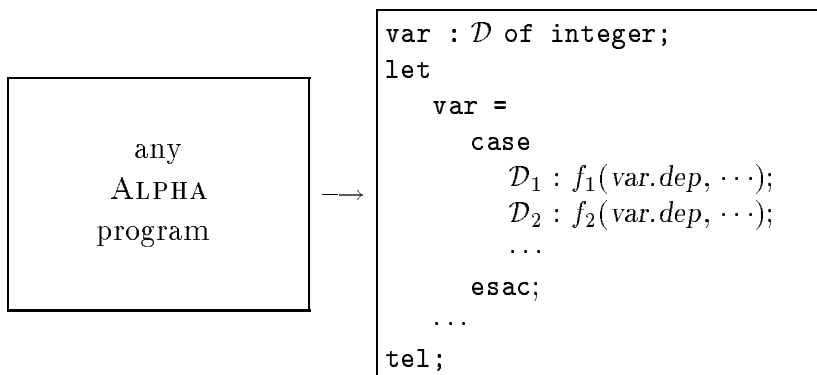 any
ALPHA
program
⟶
var : 𝒟 of integer;
let
var =
case
𝒟₁ : f₁(var.dep, ···);
𝒟₂ : f₂(var.dep, ···);
···
esac;
···
tel;